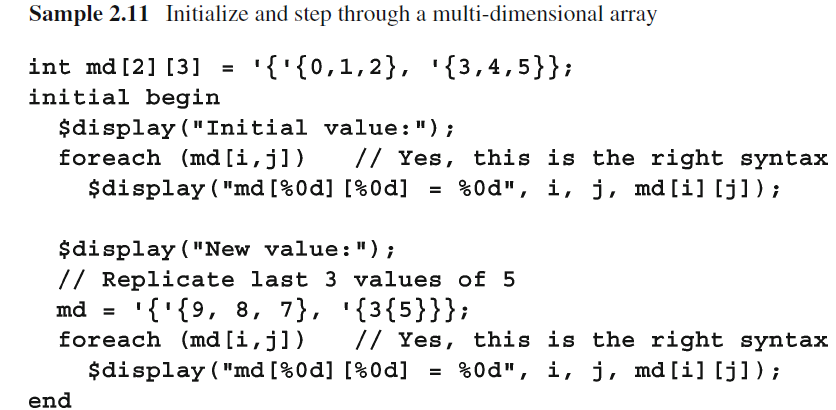 Sample 2.11 Initialize and step through a multi-dimensional array
int md[2][3] = '{'{0,1,2}, '{3,4,5}};
initial begin
$display("Initial value:");
foreach (md[i,j]) // Yes, this is the right syntax
$display("md[%0d][%0d] = %0d", i, j, md[i][j]);
$display("New value:");
// Replicate last 3 values of 5
md = '{'{9, 8, 7}, '{3{5}}};
foreach (md[i,j]) // Yes, this is the right syntax
$display("md[%0d][%0d] = %0d", i, j, md[i][j]);
end